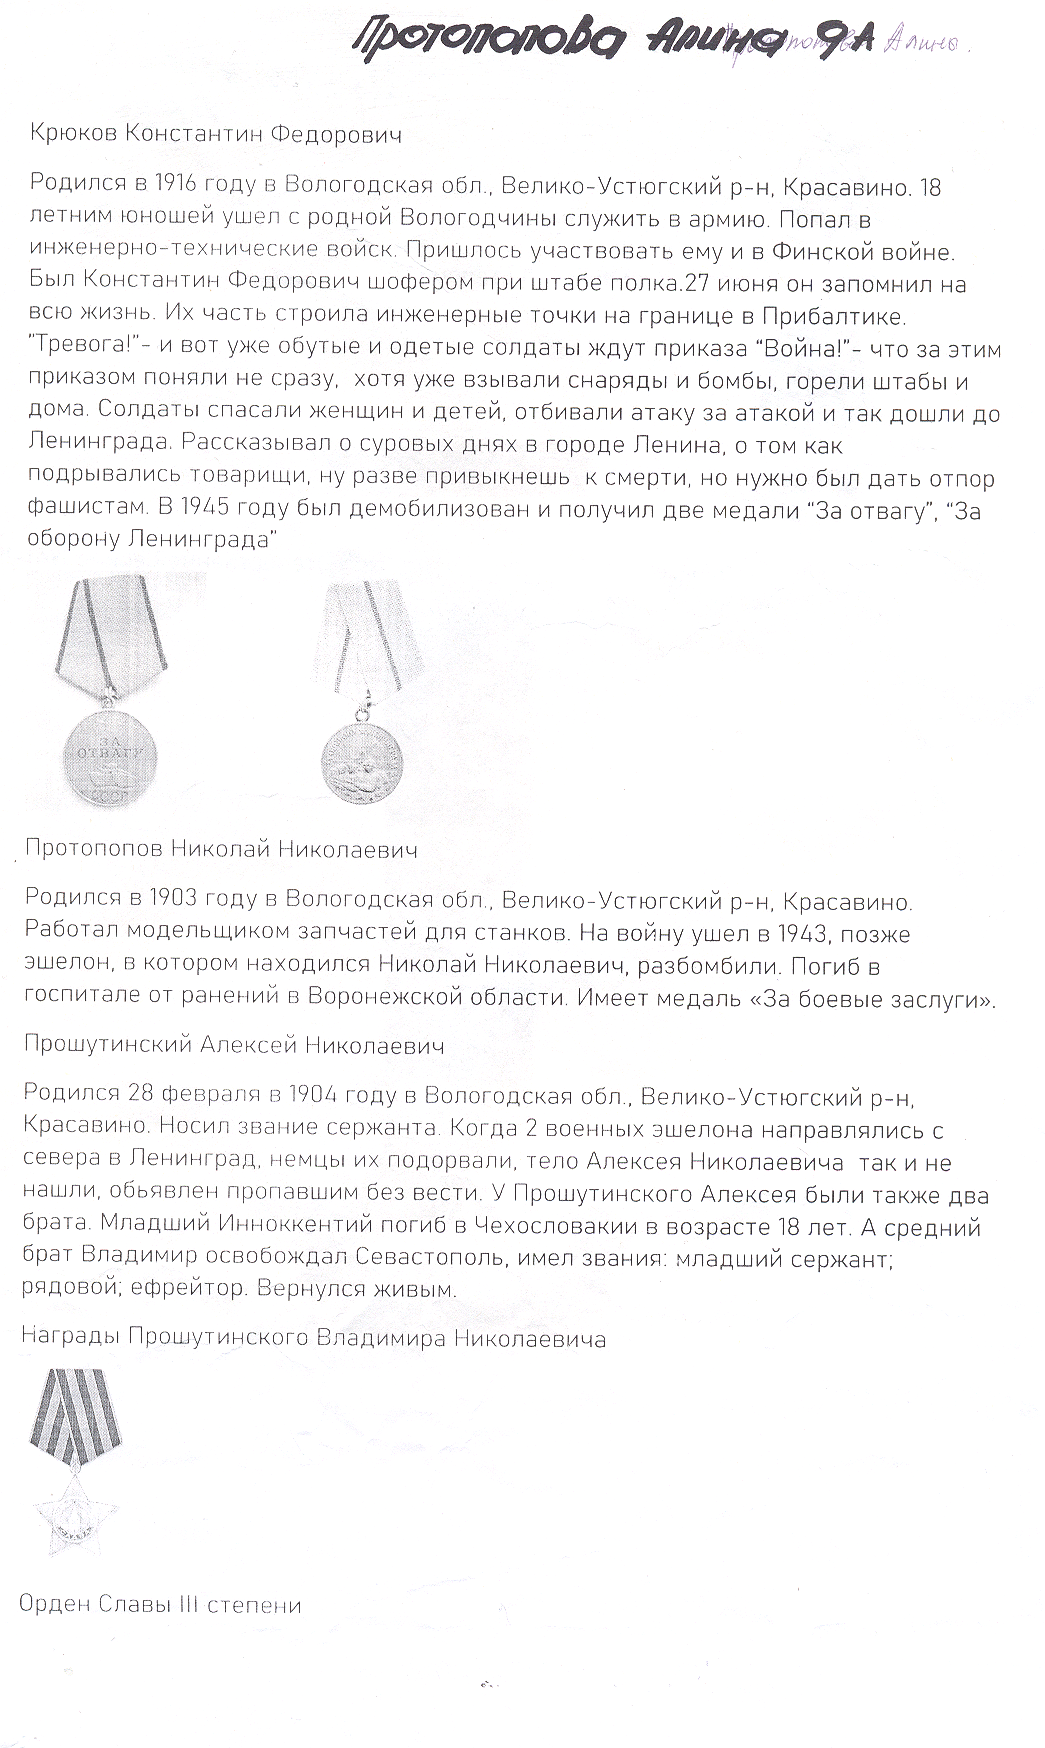 Протопопова Алина 9А Протопопова Алина.
Крюков Константин Федорович
Родился в 1916 году в Вологодская обл., Велико-Устюгский р-н, Красавино. 18
летним юношей ушел с родной Вологодчины служить в армию. Попал в
инженерно-технические войск. Пришлось участвовать ему и в Финской войне.
Был Константин Федорович шофером при штабе полка.27 июня он запомнил на
всю жизнь. Их часть строила инженерные точки на границе в Прибалтике.
"Тревога!"- и вот уже обутые и одетые солдаты ждут приказа "Война!"- что за этим
приказом поняли не сразу, хотя уже взывали снаряды и бомбы, горели штабы и
дома. Солдаты спасали женщин и детей, отбивали атаку за атакой и так дошли до
Ленинграда. Рассказывал о суровых днях в городе Ленина, о том как
подрывались товарищи, ну разве привыкнешь к смерти, но нужно был дать отпор
фашистам. В 1945 году был демобилизован и получил две медали "За отвагу", "За
оборону Ленинграда"
ЗА
ОТВАГУ
СССР
Протопопов Николай Николаевич
Родился в 1903 году в Вологодская обл., Велико-Устюгский р-н, Красавино.
Работал модельщиком запчастей для станков. На войну ушел в 1943, позже
эшелон, в котором находился Николай Николаевич, разбомбили. Погиб в
госпитале от ранений в Воронежской области. Имеет медаль «За боевые заслуги».
Прошутинский Алексей Николаевич
Родился 28 февраля в 1904 году в Вологодская обл., Велико-Устюгский р-н,
Красавино. Носил звание сержанта. Когда 2 военных эшелона направлялись с
севера в Ленинград, немцы их подорвали, тело Алексея Николаевича так и не
нашли, обьявлен пропавшим без вести. У Прошутинского Алексея были также два
брата. Младший Инноккентий погиб в Чехословакии в возрасте 18 лет. А средний
брат Владимир освобождал Севастополь, имел звания: младший сержант;
рядовой; ефрейтор. Вернулся живым.
Награды Прошутинского Владимира Николаевича
Орден Славы III степени